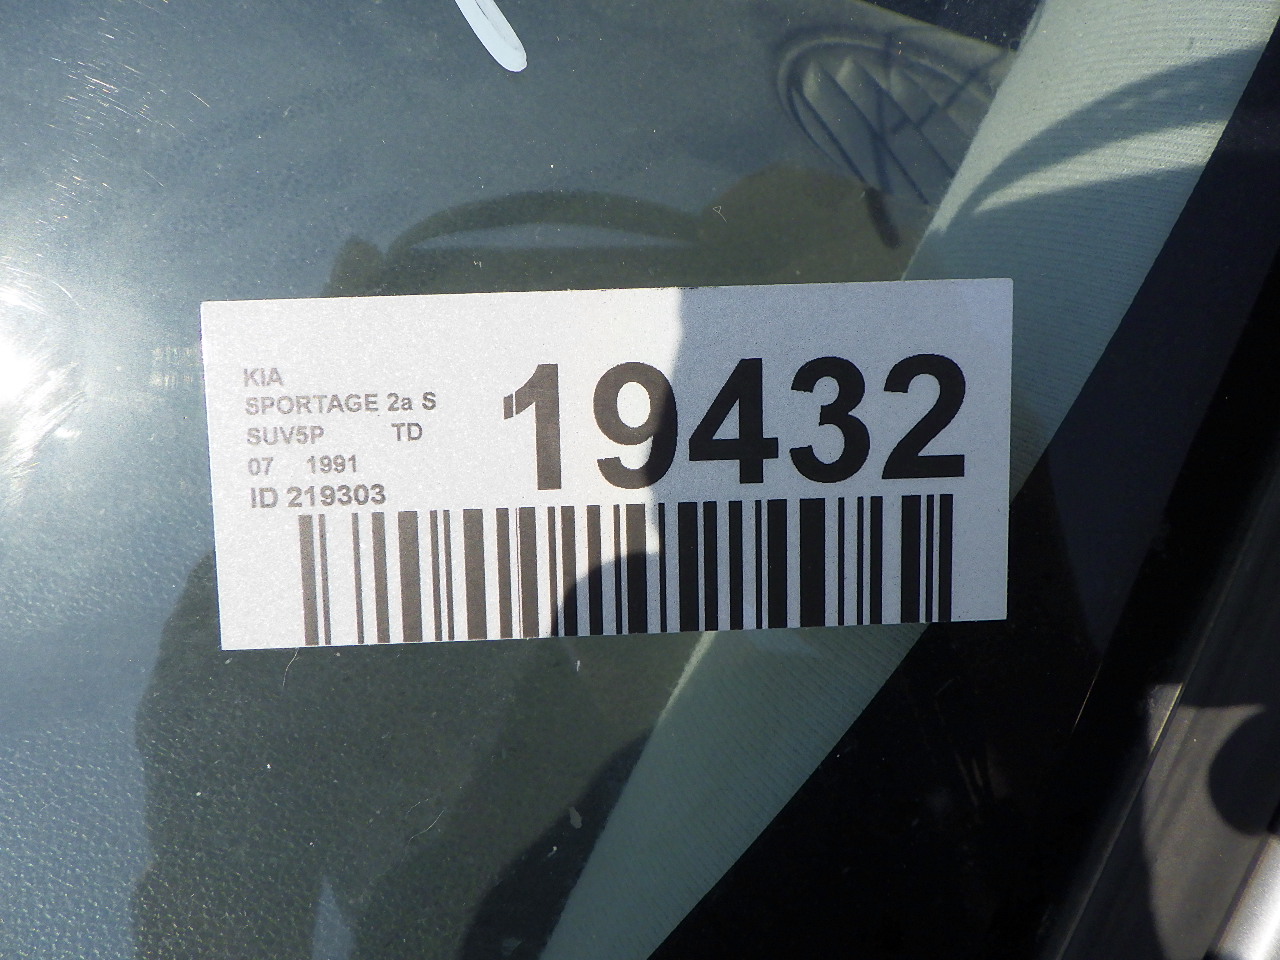 KIA
SPORTAGE 2a S
SUV5P TD
07 1991
ID 219303
19432